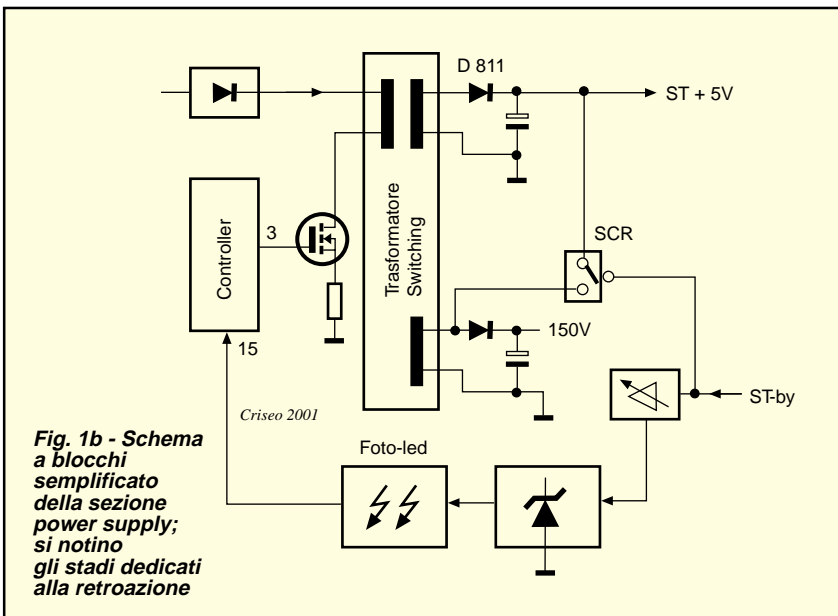 D 811
ST + 5V
SCR
Controller
3
Trasformatore
Switching
15
150V
ST-by
Criseo 2001
Foto-led
Fig. 1b - Schema
a blocchi
semplificato
della sezione
power supply;
si notino
gli stadi dedicati
alla retroazione